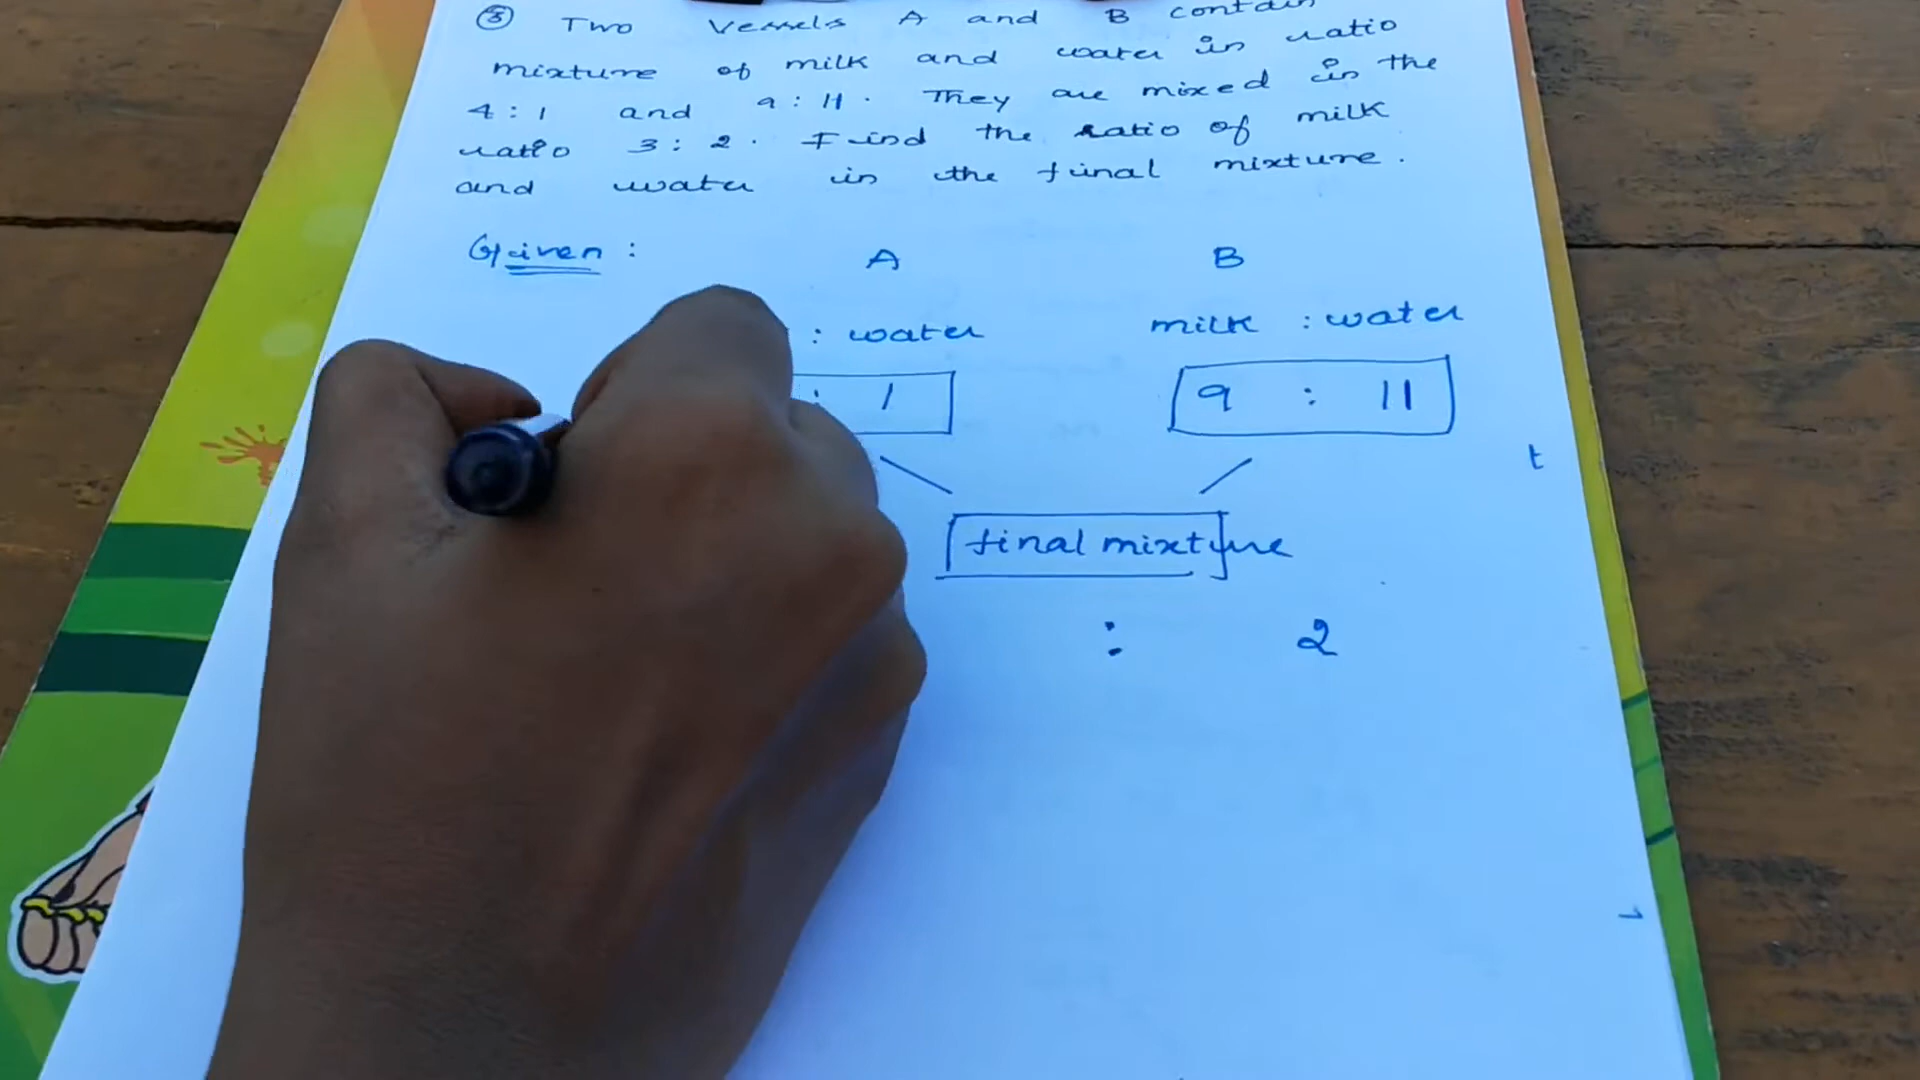 ⑤ Two Vessels A and B contain
mixture of milk and water in ratio
4 : 1 and 9 : 11. They are mixed in the
ratio 3 : 2. Find the ratio of milk
and water in the final mixture.
Given : A B
: water milk : water
: 1 9 : 11
t
final mixture
: 2